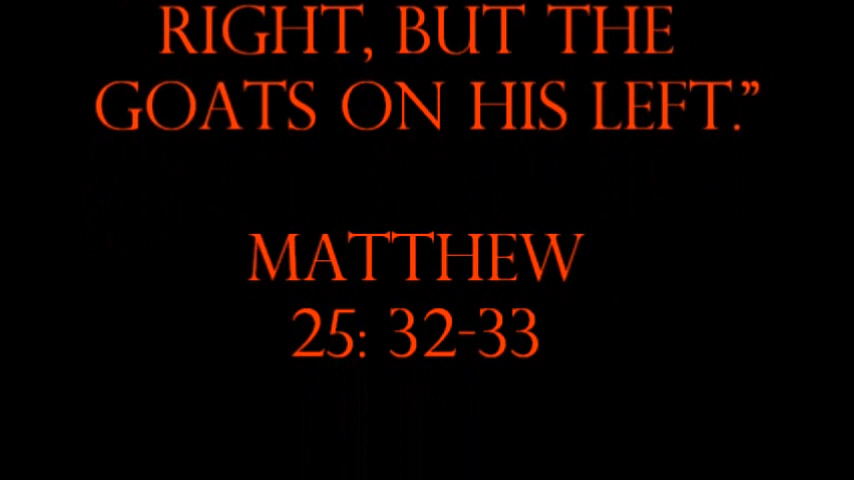 RIGHT, BUT THE
GOATS ON HIS LEFT.”
MATTHEW
25: 32-33